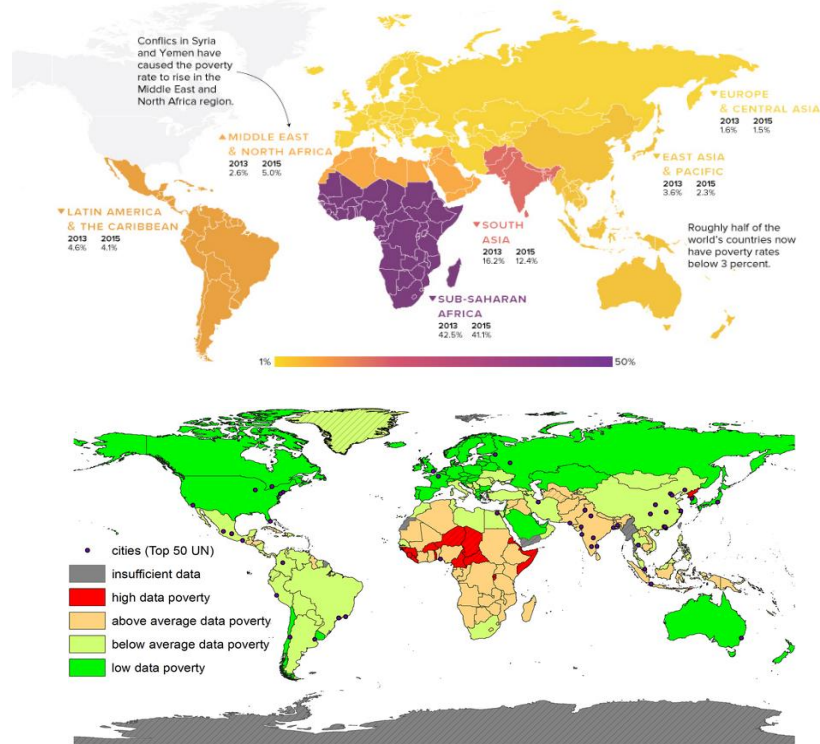 Conflics in Syria
and Yemen have
caused the poverty
rate to rise in the
Middle East and
North Africa region.
▲MIDDLE EAST
& NORTH AFRICA
2013 2015
2.6% 5.0%
▼EUROPE
& CENTRAL ASIA
2013 2015
1.6% 1.5%
▼EAST ASIA
& PACIFIC
2013 2015
3.6% 2.3%
▼LATIN AMERICA
& THE CARIBBEAN
2013 2015
4.6% 4.1%
▼SOUTH
ASIA
2013 2015
16.2% 12.4%
Roughly half of the
world's countries now
have poverty rates
below 3 percent.
▼SUB-SAHARAN
AFRICA
2013 2015
42.5% 41.1%
1% 50%
cities (Top 50 UN)
insufficient data
high data poverty
above average data poverty
below average data poverty
low data poverty